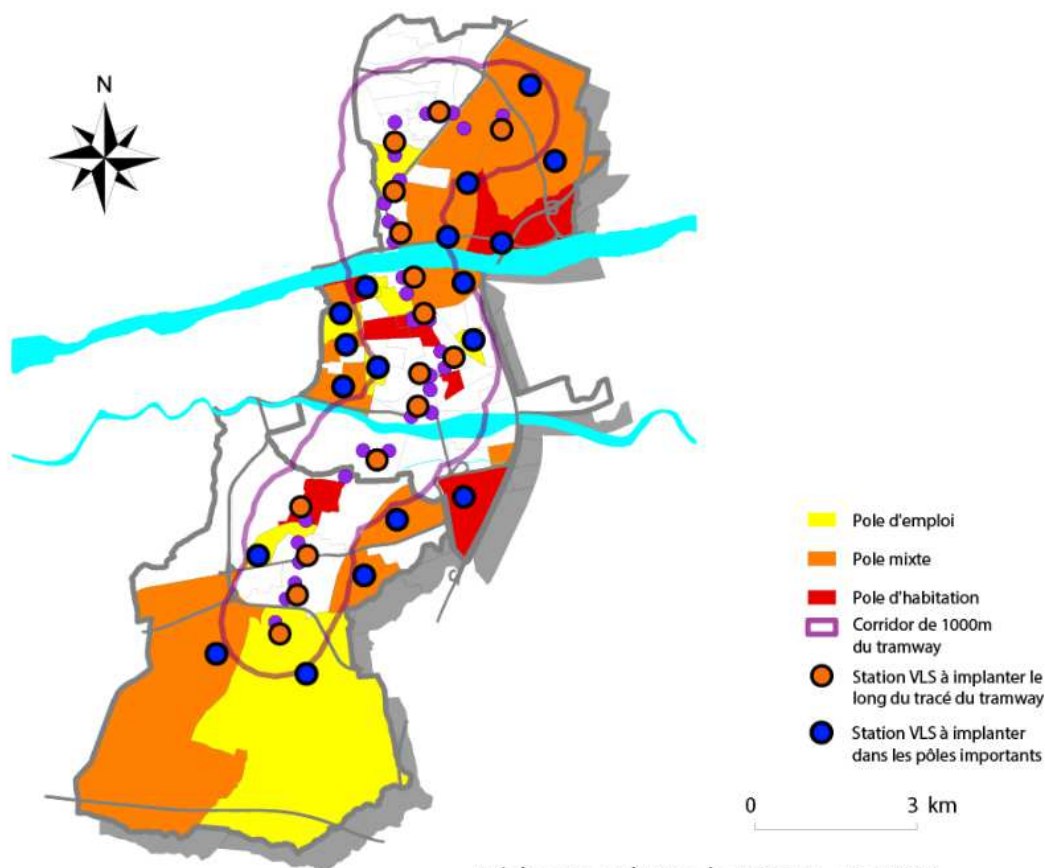 N
Pole d'emploi
Pole mixte
Pole d'habitation
Corridor de 1000m
du tramway
Station VLS à implanter le
long du tracé du tramway
Station VLS à implanter
dans les pôles importants
0 3 km